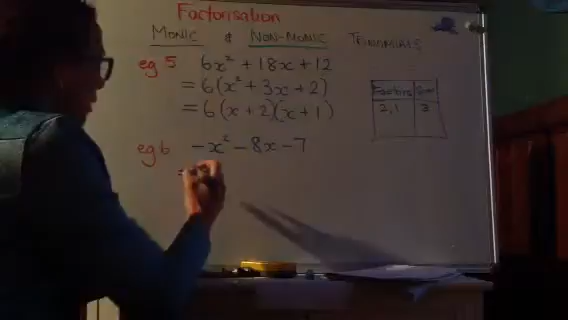 Factorisation
MONIC & NON-MONIC TRINOMIALS
eg 5 6x² + 18x + 12
= 6(x² + 3x + 2)
= 6(x + 2)(x + 1)
Factors Sum
2,1 3
eg 6 -x² - 8x - 7